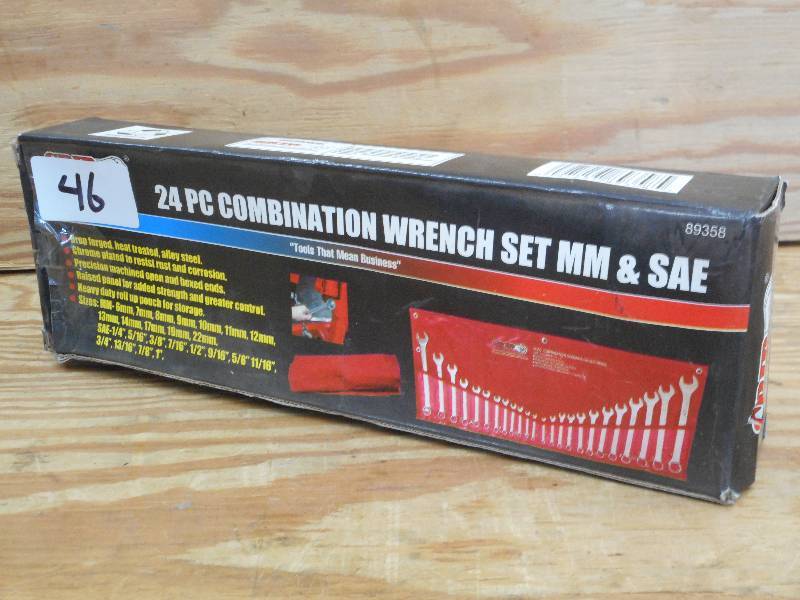 46
24 PC COMBINATION WRENCH SET MM & SAE
89358
"Tools That Mean Business"
Drop forged, heat treated, alley steel.
Chrome plated to resist rust and corrosion.
Precision machined open and boxed ends.
Raised panel for added strength and greater control.
Heavy duty roll up pouch for storage.
Sizes: MM-6mm, 7mm, 8mm, 9mm, 10mm, 11mm, 12mm,
13mm, 14mm, 17mm, 19mm, 22mm.
SAE-1/4", 5/16", 3/8", 7/16", 1/2", 9/16", 5/8" 11/16",
3/4", 13/16", 7/8", 1".